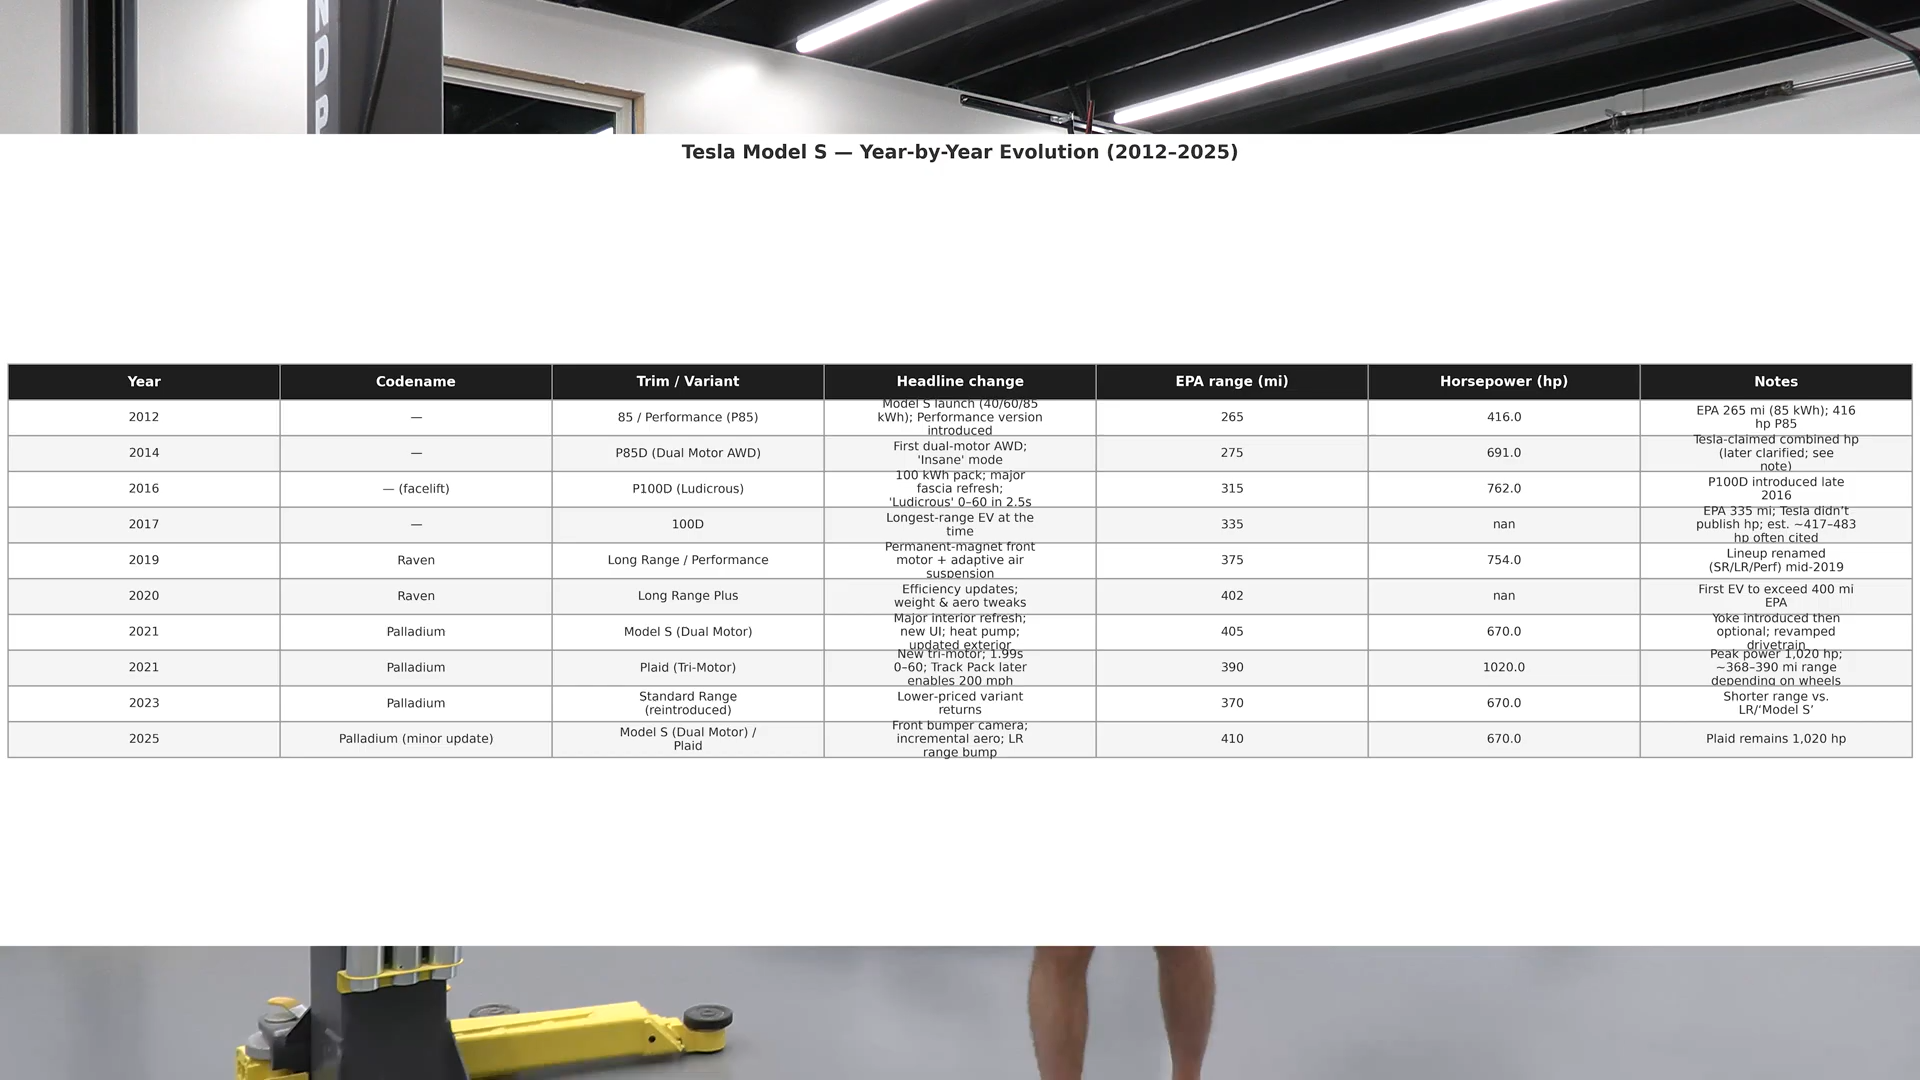 ND P
Tesla Model S — Year-by-Year Evolution (2012–2025)
Year Codename Trim / Variant Headline change EPA range (mi) Horsepower (hp) Notes
2012 — 85 / Performance (P85) Model S launch (40/60/85 kWh); Performance version introduced 265 416.0 EPA 265 mi (85 kWh); 416 hp P85
2014 — P85D (Dual Motor AWD) First dual-motor AWD; 'Insane' mode 275 691.0 Tesla-claimed combined hp (later clarified; see note)
2016 — (facelift) P100D (Ludicrous) 100 kWh pack; major fascia refresh; 'Ludicrous' 0–60 in 2.5s 315 762.0 P100D introduced late 2016
2017 — 100D Longest-range EV at the time 335 nan EPA 335 mi; Tesla didn’t publish hp; est. ~417–483 hp often cited
2019 Raven Long Range / Performance Permanent-magnet front motor + adaptive air suspension 375 754.0 Lineup renamed (SR/LR/Perf) mid-2019
2020 Raven Long Range Plus Efficiency updates; weight & aero tweaks 402 nan First EV to exceed 400 mi EPA
2021 Palladium Model S (Dual Motor) Major interior refresh; new UI; heat pump; updated exterior 405 670.0 Yoke introduced then optional; revamped drivetrain
2021 Palladium Plaid (Tri-Motor) New tri-motor; 1.99s 0–60; Track Pack later enables 200 mph 390 1020.0 Peak power 1,020 hp; ~368–390 mi range depending on wheels
2023 Palladium Standard Range (reintroduced) Lower-priced variant returns 370 670.0 Shorter range vs. LR/‘Model S’
2025 Palladium (minor update) Model S (Dual Motor) / Plaid Front bumper camera; incremental aero; LR range bump 410 670.0 Plaid remains 1,020 hp